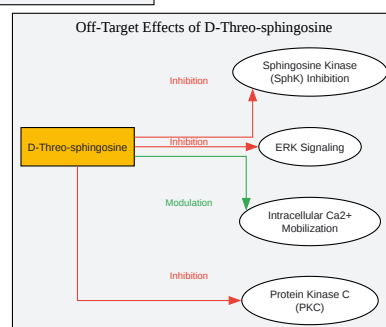 Off-Target Effects of D-Threo-sphingosine
Sphingosine Kinase
(SphK) Inhibition
Inhibition
D-Threo-sphingosine
Inhibition
ERK Signaling
Modulation
Intracellular Ca2+
Mobilization
Inhibition
Protein Kinase C
(PKC)